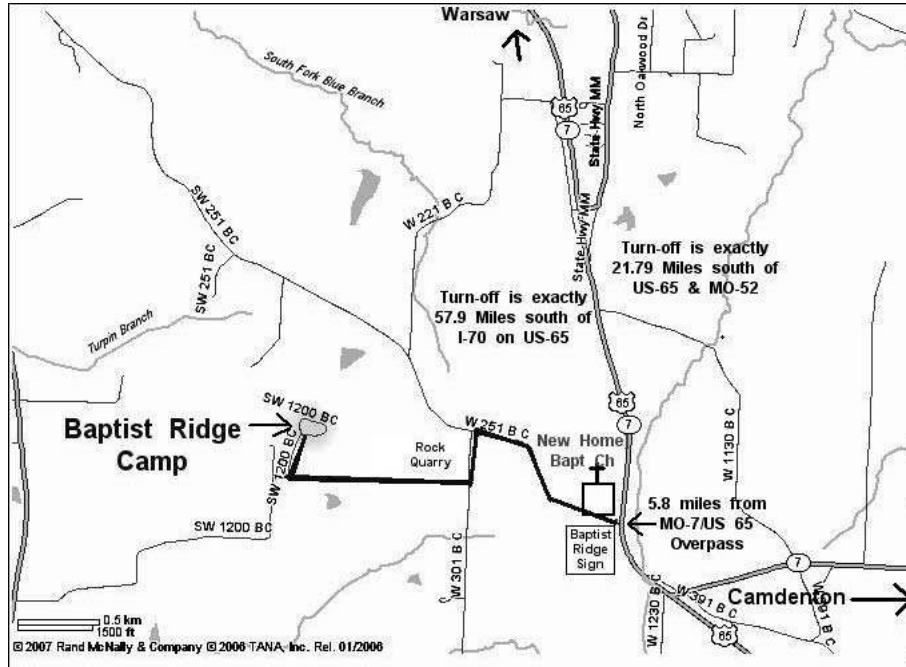 Warsaw
South Fork Blue Branch
65
7
State Hwy MM
North Oakwood Dr
SW 251 B C
W 221 B C
SW 251 BC
State Hwy MM
Turn-off is exactly
21.79 Miles south of
US-65 & MO-52
Turn-off is exactly
57.9 Miles south of
I-70 on US-65
Turpin Branch
SW 1200 BC
65
7
Baptist Ridge
Camp
W 251 B C
New Home
Bapt Ch
W 1130 B C
Rock
Quarry
SW 1200 BC
5.8 miles from
MO-7/US 65
Overpass
SW 1200 BC
Baptist
Ridge
Sign
W 301 B C
7
W 1230 B C
W 391 B C
W 391 B C
Camdenton
65
0.5 km
1500 ft
© 2007 Rand McNally & Company © 2006 TANA, Inc. Rel. 01/2006